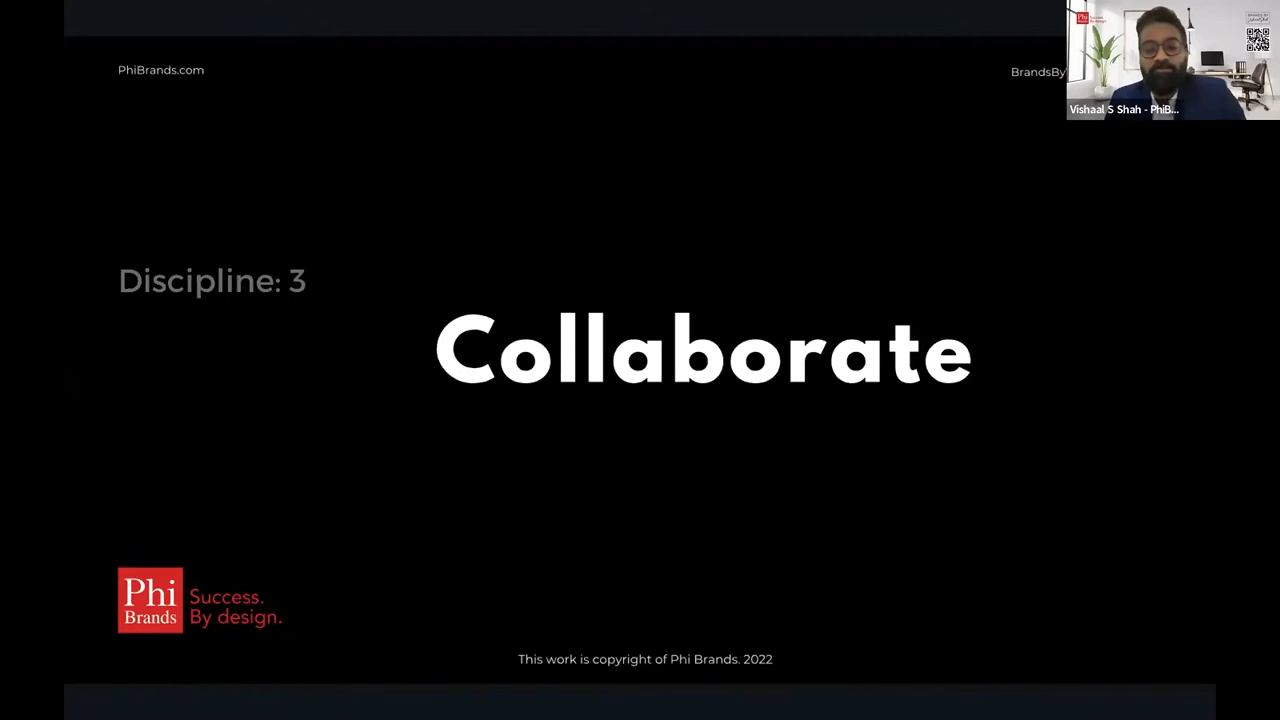 PhiBrands.com
BrandsBy
Vishaal S Shah - PhiB...
Discipline: 3
Collaborate
Phi
Brands
Success.
By design.
This work is copyright of Phi Brands. 2022